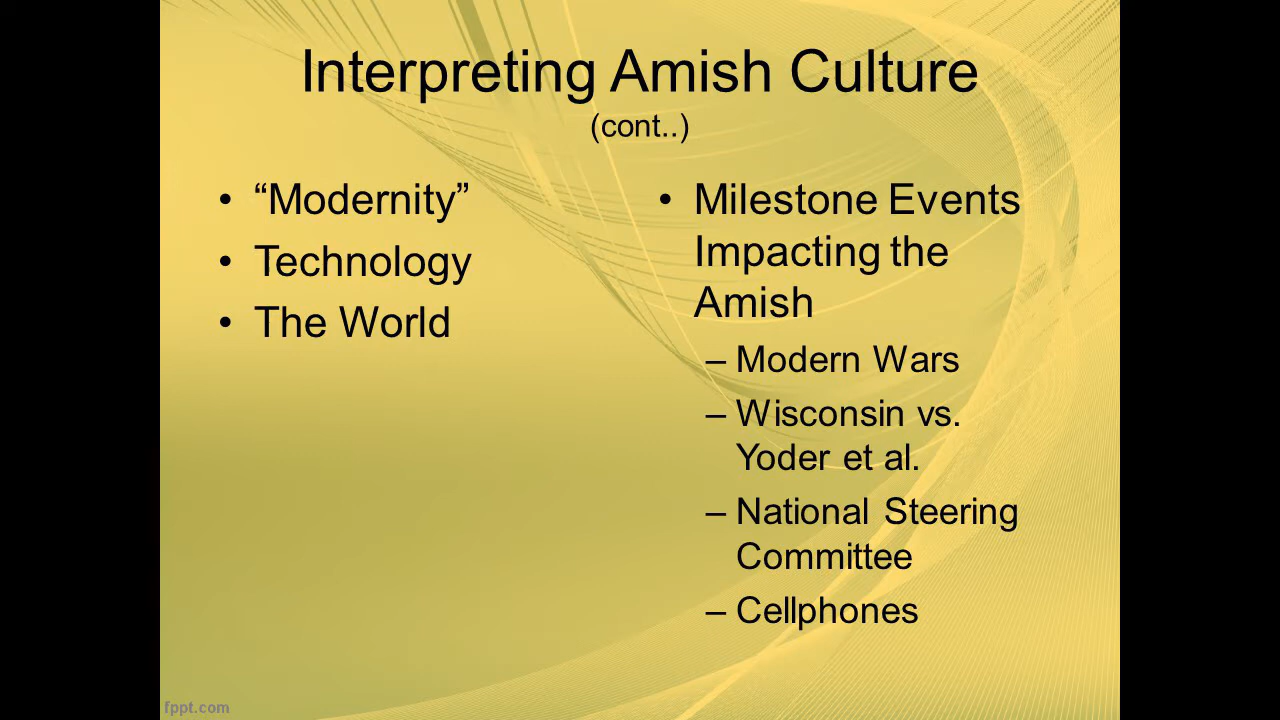 Interpreting Amish Culture
(cont..)
• “Modernity”
• Technology
• The World
• Milestone Events
Impacting the
Amish
– Modern Wars
– Wisconsin vs.
Yoder et al.
– National Steering
Committee
– Cellphones
fppt.com